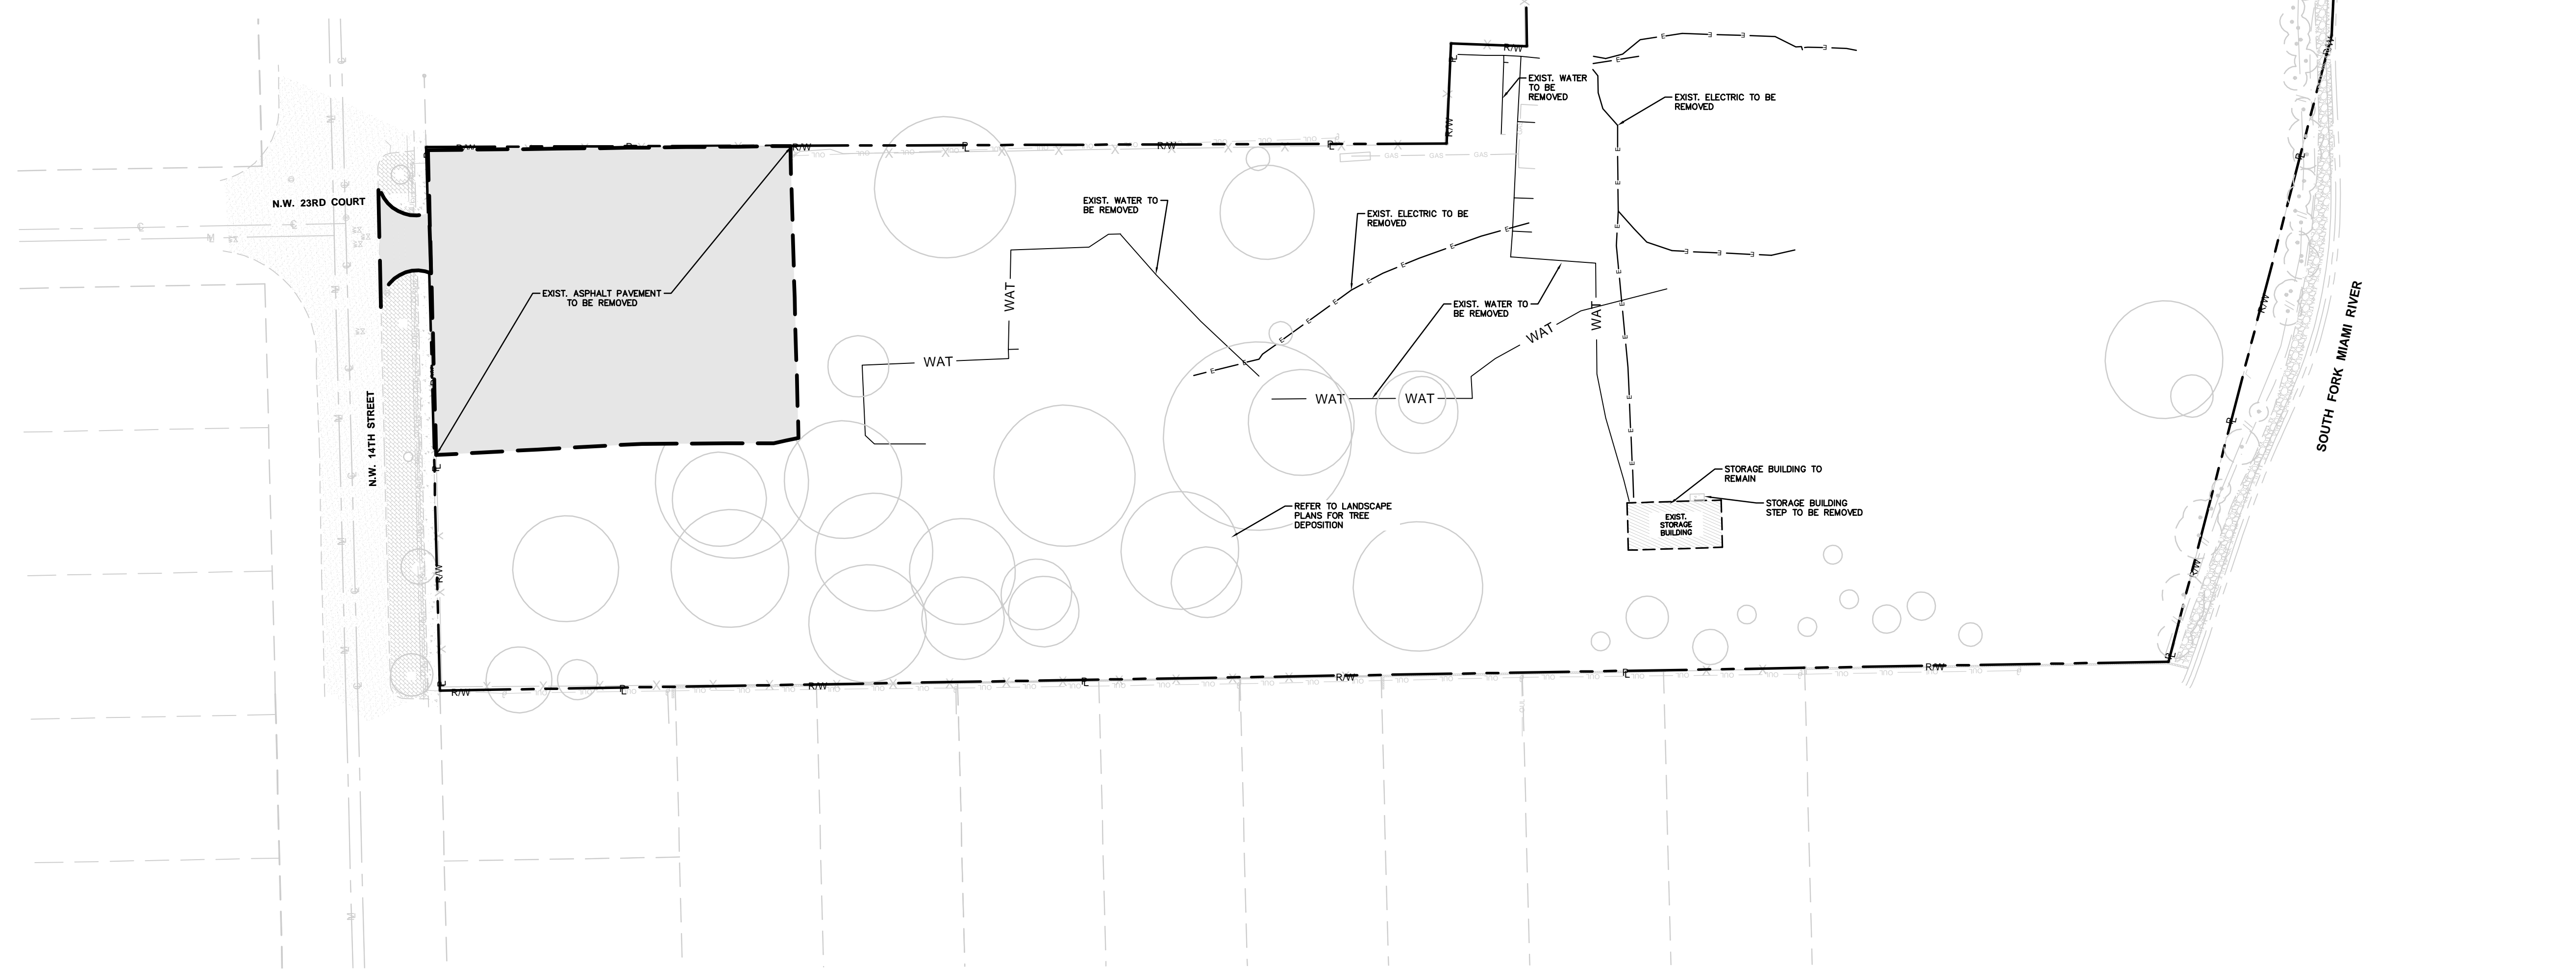 R/W
EXIST. WATER
TO BE
REMOVED
EXIST. ELECTRIC TO BE
REMOVED
R/W
R/W
R/W
R/W
R/W
R/W
GAS
GAS
GAS
N.W. 23RD COURT
EXIST. WATER TO
BE REMOVED
EXIST. ELECTRIC TO BE
REMOVED
EXIST. ASPHALT PAVEMENT
TO BE REMOVED
WAT
EXIST. WATER TO
BE REMOVED
WAT
WAT
WAT
WAT
WAT
R/W
R/W
SOUTH FORK MIAMI RIVER
N.W. 14TH STREET
STORAGE BUILDING TO
REMAIN
STORAGE BUILDING
STEP TO BE REMOVED
REFER TO LANDSCAPE
PLANS FOR TREE
DEPOSITION
EXIST.
STORAGE
BUILDING
R/W
R/W
R/W
R/W
R/W
R/W